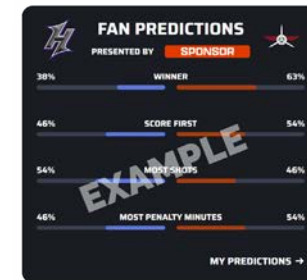 FAN PREDICTIONS
PRESENTED BY SPONSOR
38% WINNER 63%
46% SCORE FIRST 54%
54% MOST SHOTS 46%
EXAMPLE
46% MOST PENALTY MINUTES 54%
MY PREDICTIONS →